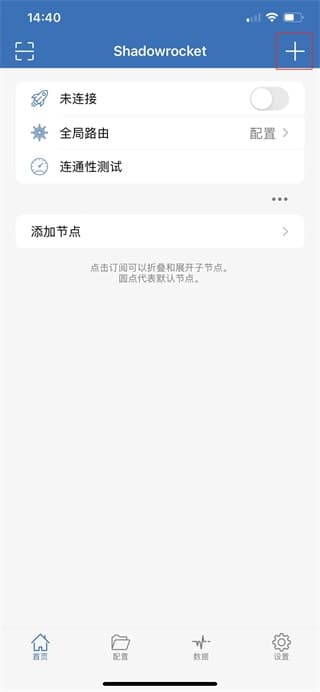 14:40
Shadowrocket
未连接
全局路由 配置
连通性测试
添加节点
点击订阅可以折叠和展开子节点。
圆点代表默认节点。
首页 配置 数据 设置